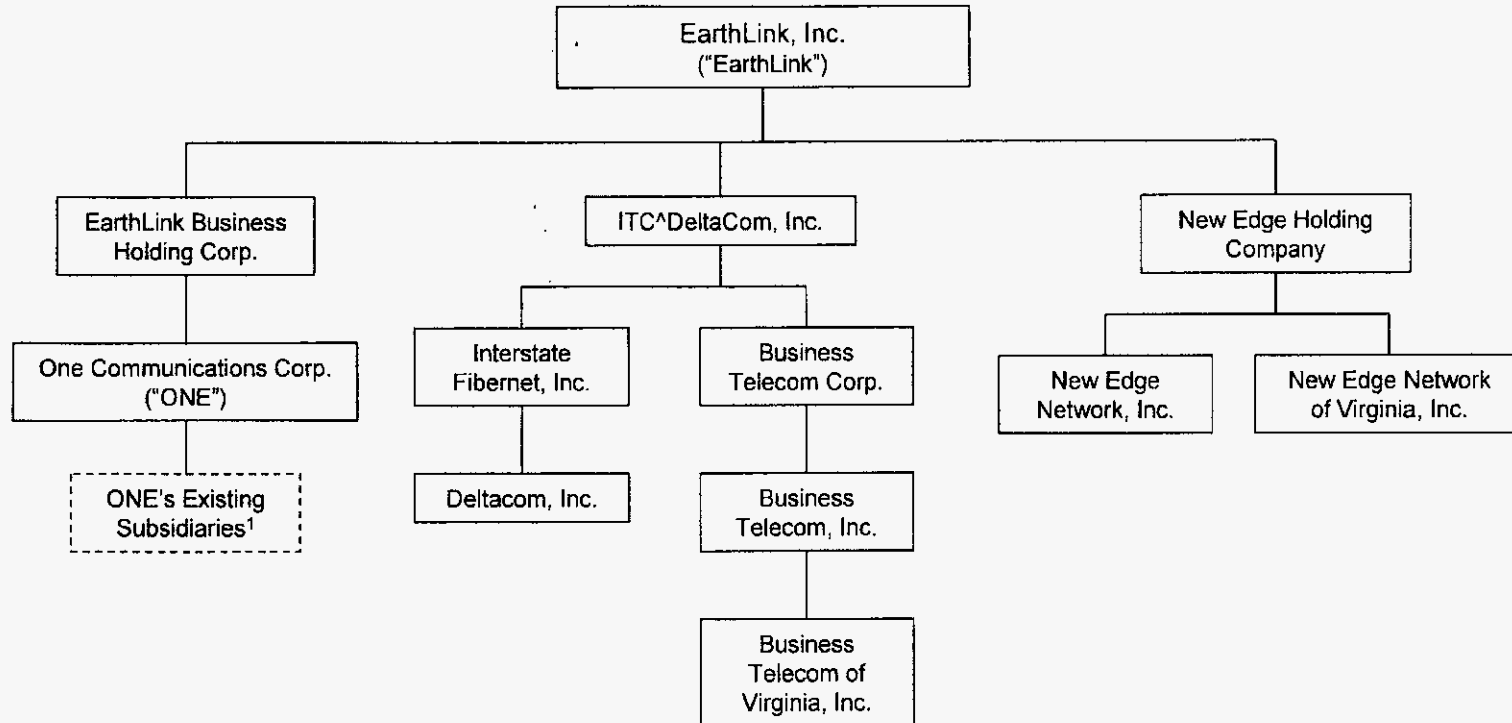 EarthLink, Inc.
("EarthLink")
EarthLink Business
Holding Corp.
ITC^DeltaCom, Inc.
New Edge Holding
Company
One Communications Corp.
("ONE")
Interstate
Fibernet, Inc.
Business
Telecom Corp.
New Edge
Network, Inc.
New Edge Network
of Virginia, Inc.
ONE's Existing
Subsidiaries¹
Deltacom, Inc.
Business
Telecom, Inc.
Business
Telecom of
Virginia, Inc.